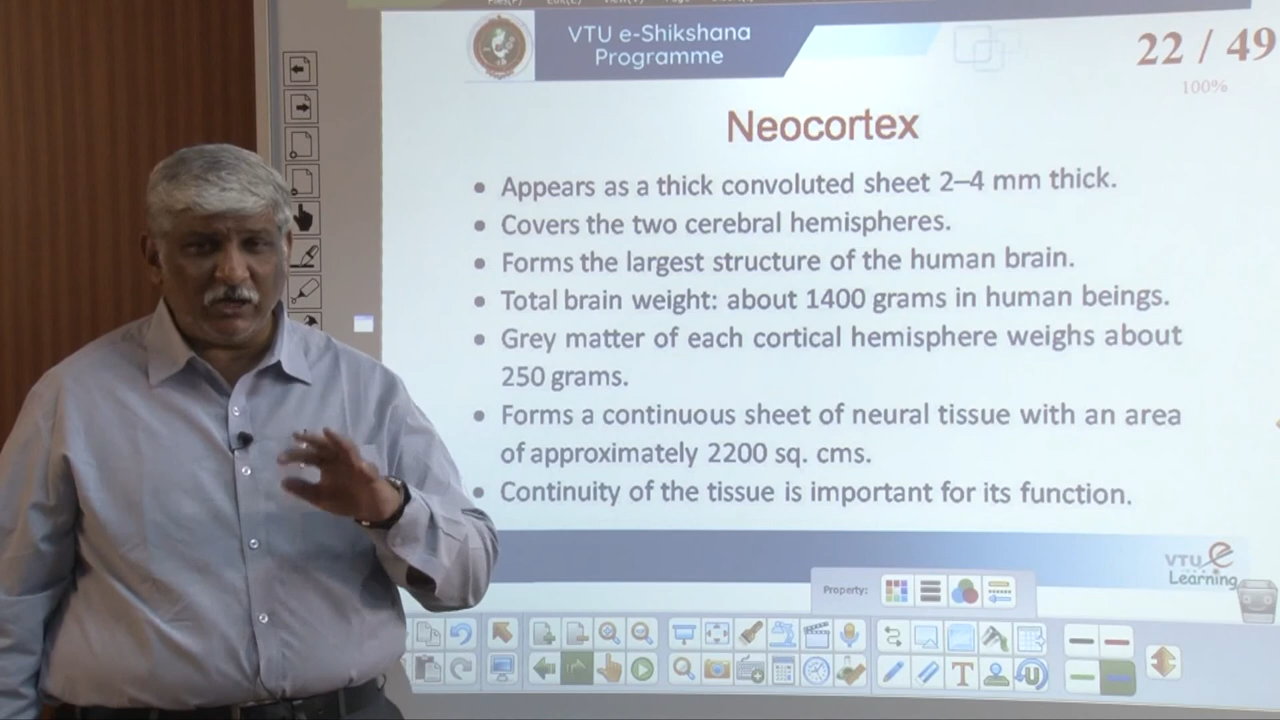 VTU e-Shikshana
Programme
22 / 49
100%
Neocortex
• Appears as a thick convoluted sheet 2–4 mm thick.
• Covers the two cerebral hemispheres.
• Forms the largest structure of the human brain.
• Total brain weight: about 1400 grams in human beings.
• Grey matter of each cortical hemisphere weighs about
250 grams.
• Forms a continuous sheet of neural tissue with an area
of approximately 2200 sq. cms.
• Continuity of the tissue is important for its function.
VTU e
Learning
Property: